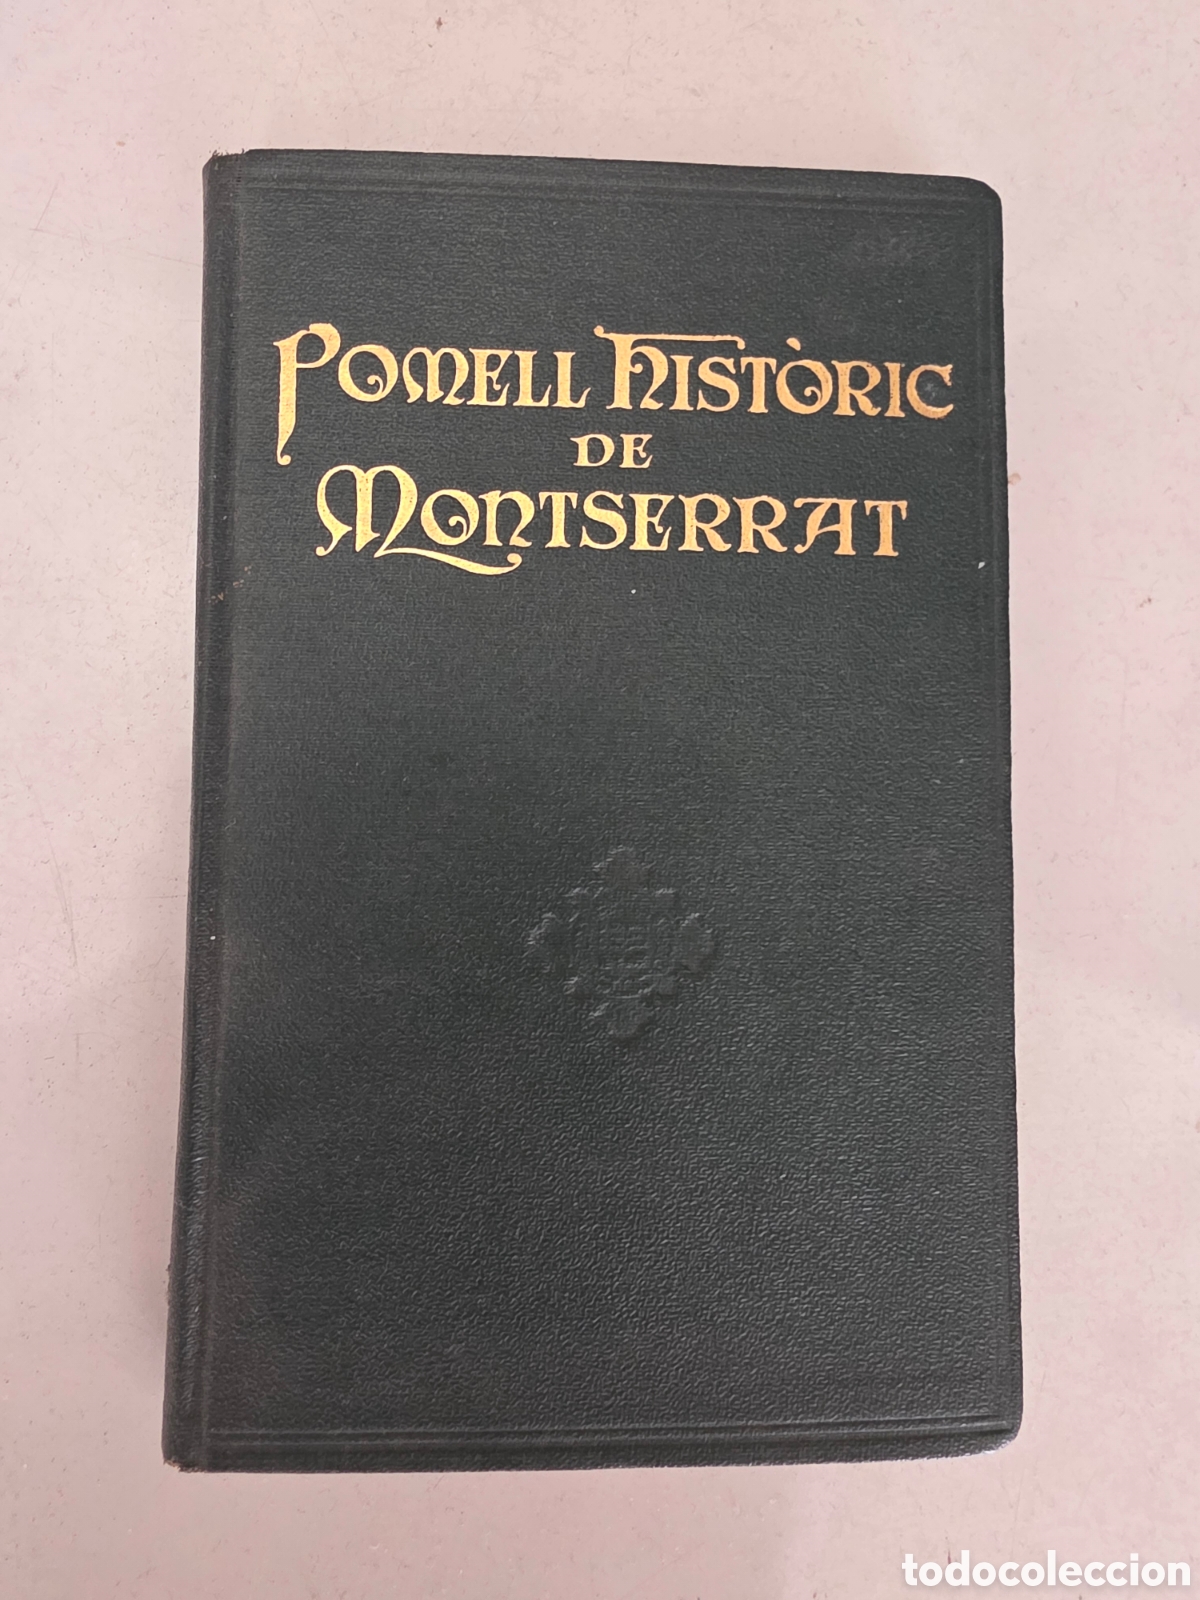 POMELL HISTÒRIC
DE
MONTSERRAT
todocoleccion